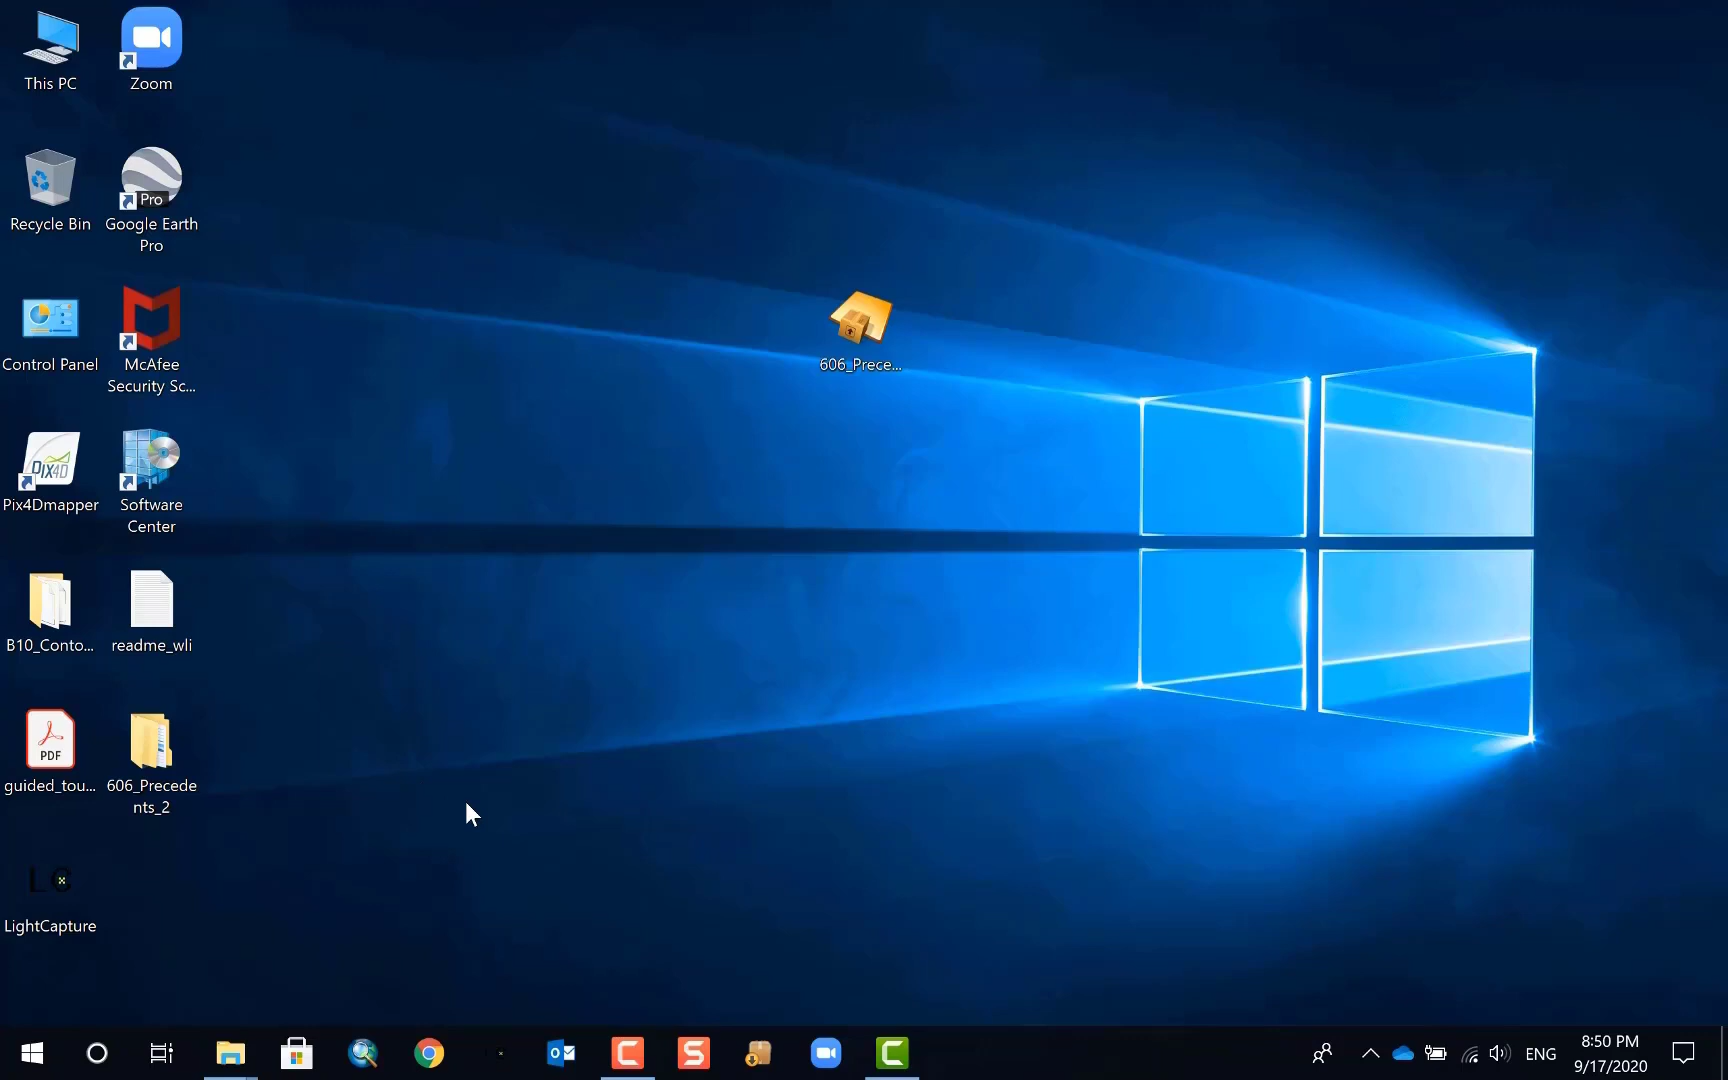 This PC
Zoom
Recycle Bin
Pro
Google Earth
Pro
Control Panel
McAfee
Security Sc...
606_Prece...
PIX4D
Pix4Dmapper
Software
Center
B10_Conto...
readme_wli
PDF
guided_tou...
606_Precede
nts_2
LC
LightCapture
ENG
8:50 PM
9/17/2020